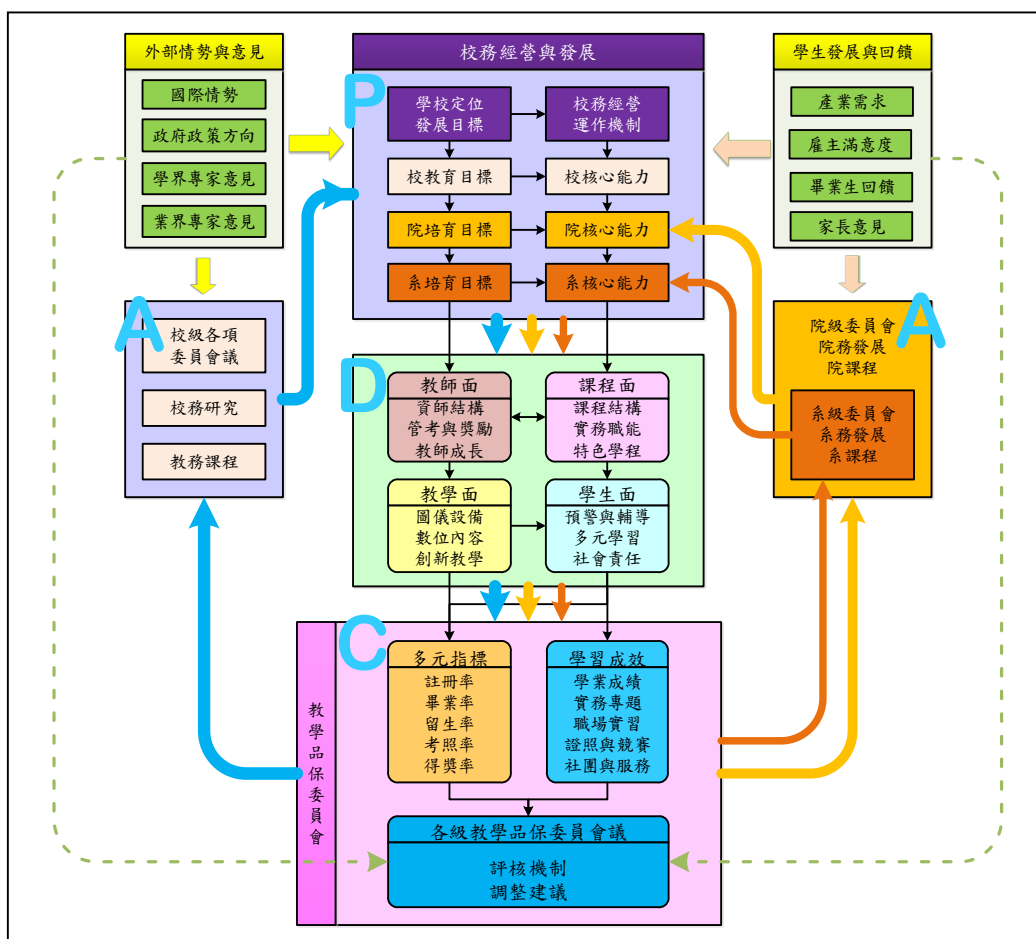 外部情勢與意見
國際情勢
政府政策方向
學界專家意見
業界專家意見
校務經營與發展
P
學校定位
發展目標
校務經營
運作機制
校教育目標
校核心能力
院培育目標
院核心能力
系培育目標
系核心能力
學生發展與回饋
產業需求
雇主滿意度
畢業生回饋
家長意見
A
校級各項
委員會議
校務研究
教務課程
D
教師面
資師結構
管考與獎勵
教師成長
課程面
課程結構
實務職能
特色學程
教學面
圖儀設備
數位內容
創新教學
學生面
預警與輔導
多元學習
社會責任
A
院級委員會
院務發展
院課程
系級委員會
系務發展
系課程
教學品保委員會
C
多元指標
註冊率
畢業率
留生率
考照率
得獎率
學習成效
學業成績
實務專題
職場實習
證照與競賽
社團與服務
各級教學品保委員會議
評核機制
調整建議